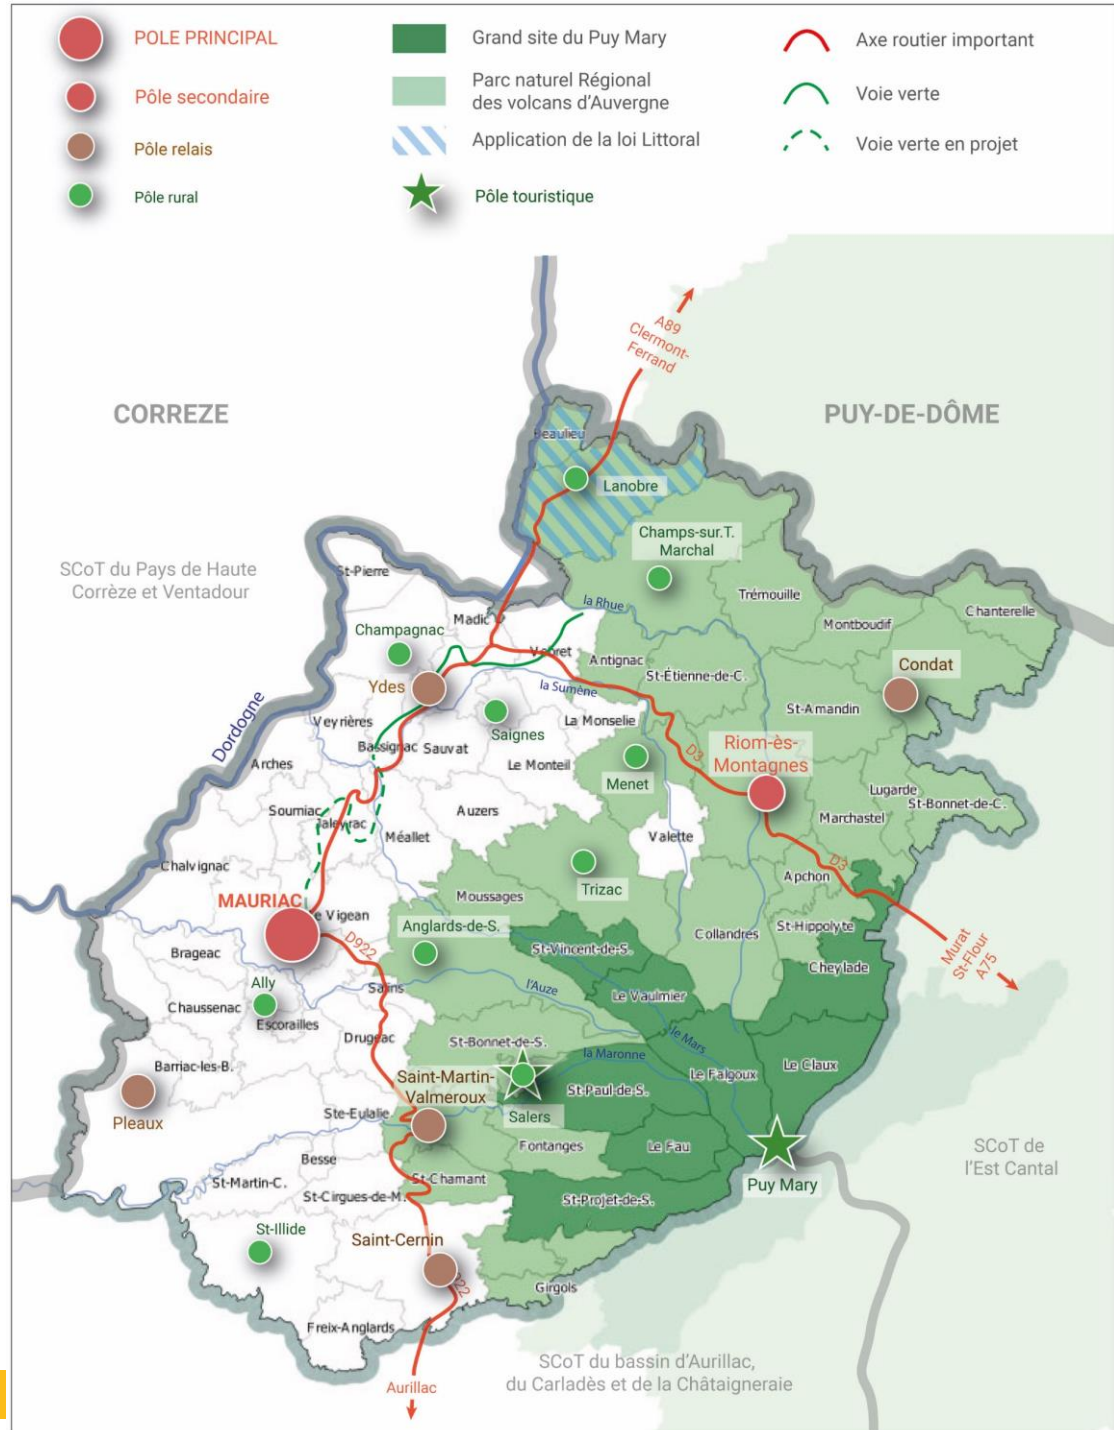 POLE PRINCIPAL
Pôle secondaire
Pôle relais
Pôle rural
Grand site du Puy Mary
Parc naturel Régional
des volcans d'Auvergne
Application de la loi Littoral
Pôle touristique
Axe routier important
Voie verte
Voie verte en projet
A89
Clermont-
Ferrand
CORREZE
PUY-DE-DÔME
Beaulieu
Lanobre
Champs-sur.T.
Marchal
SCoT du Pays de Haute
Corrèze et Ventadour
St-Pierre
Madic
la Rhue
Trémouille
Chanterelle
Montboudif
Champagnac
Vebret
Antignac
St-Étienne-de-C.
Condat
Ydes
la Sumène
St-Amandin
Dordogne
Veyrières
Saignes
La Monselie
Bassignac
Sauvat
Riom-ès-
Montagnes
Arches
Le Monteil
Menet
D3
Lugarde
St-Bonnet-de-C.
Soumiac
Jaleyrac
Auzers
Marchastel
Méallet
Valette
Chalvignac
Trizac
Apchon
D3
MAURIAC
Le Vigean
Moussages
Anglards-de-S.
Collandres
St-Hippolyte
D922
St-Vincent-de-S.
Murat
St-Flour
A75
Brageac
Cheylade
Ally
Salins
l'Auze
Le Vaulmier
Chaussenac
Escorailles
Drugeac
St-Bonnet-de-S.
le Mars
la Maronne
Barriac-les-B.
Le Falgoux
Le Claux
Saint-Martin-
Valmeroux
St-Paul-de-S.
Pleaux
Ste-Eulalie
Salers
Fontanges
Le Fau
Besse
SCoT de
l'Est Cantal
St-Martin-C.
St-Chamant
Puy Mary
St-Cirgues-de-M.
St-Projet-de-S.
St-Illide
Saint-Cernin
Girgols
Freix-Anglards
SCoT du bassin d'Aurillac,
du Carladès et de la Châtaigneraie
Aurillac